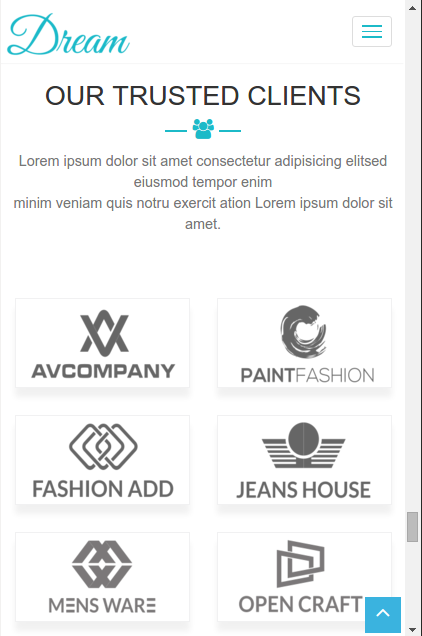 Dream
OUR TRUSTED CLIENTS
Lorem ipsum dolor sit amet consectetur adipisicing elitsed
eiusmod tempor enim
minim veniam quis notru exercit ation Lorem ipsum dolor sit
amet.
AVCOMPANY
PAINTFASHION
FASHION ADD
JEANS HOUSE
MENS WARE
OPEN CRAFT